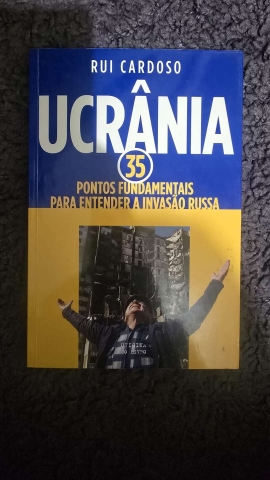 RUI CARDOSO
UCRÂNIA
35
PONTOS FUNDAMENTAIS
PARA ENTENDER A INVASÃO RUSSA